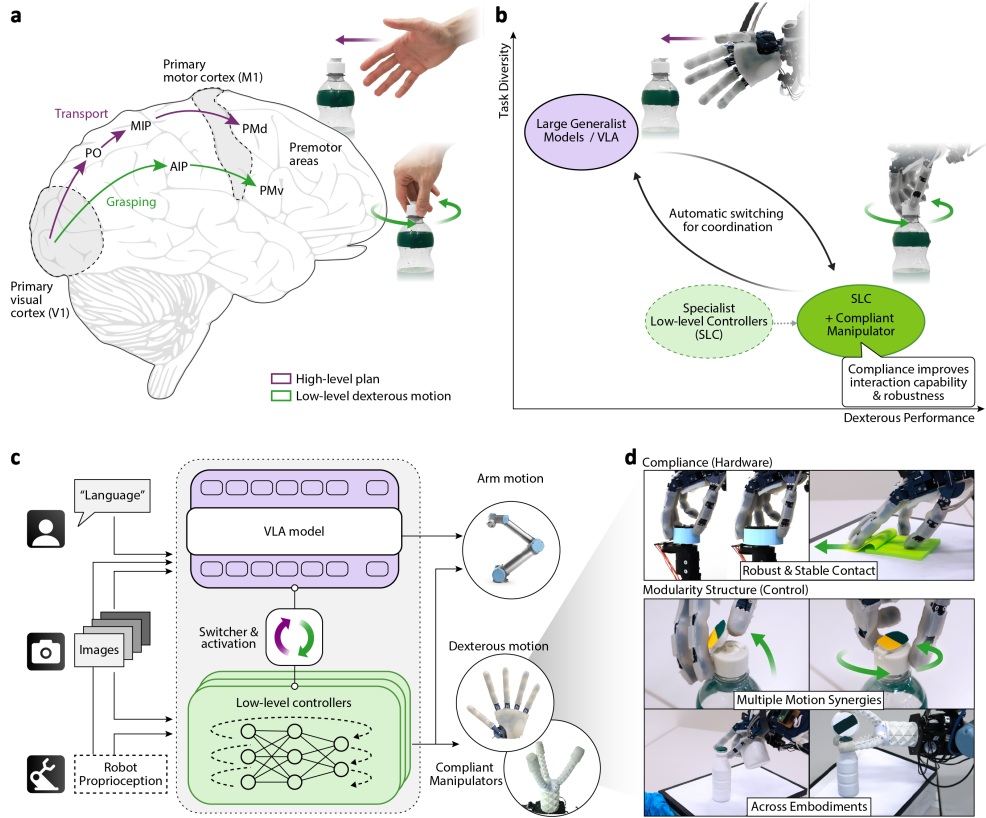 a
Primary
motor cortex (M1)
Transport
MIP
PMd
PO
Premotor
areas
AIP
PMv
Grasping
Primary
visual
cortex (V1)
High-level plan
Low-level dexterous motion
b
Task Diversity
Large Generalist
Models / VLA
Automatic switching
for coordination
Specialist
Low-level Controllers
(SLC)
SLC
+ Compliant
Manipulator
Compliance improves
interaction capability
& robustness
Dexterous Performance
c
“Language”
Images
Robot
Proprioception
VLA model
Switcher &
activation
Low-level controllers
Arm motion
Dexterous motion
Compliant
Manipulators
d
Compliance (Hardware)
Robust & Stable Contact
Modularity Structure (Control)
Multiple Motion Synergies
Across Embodiments